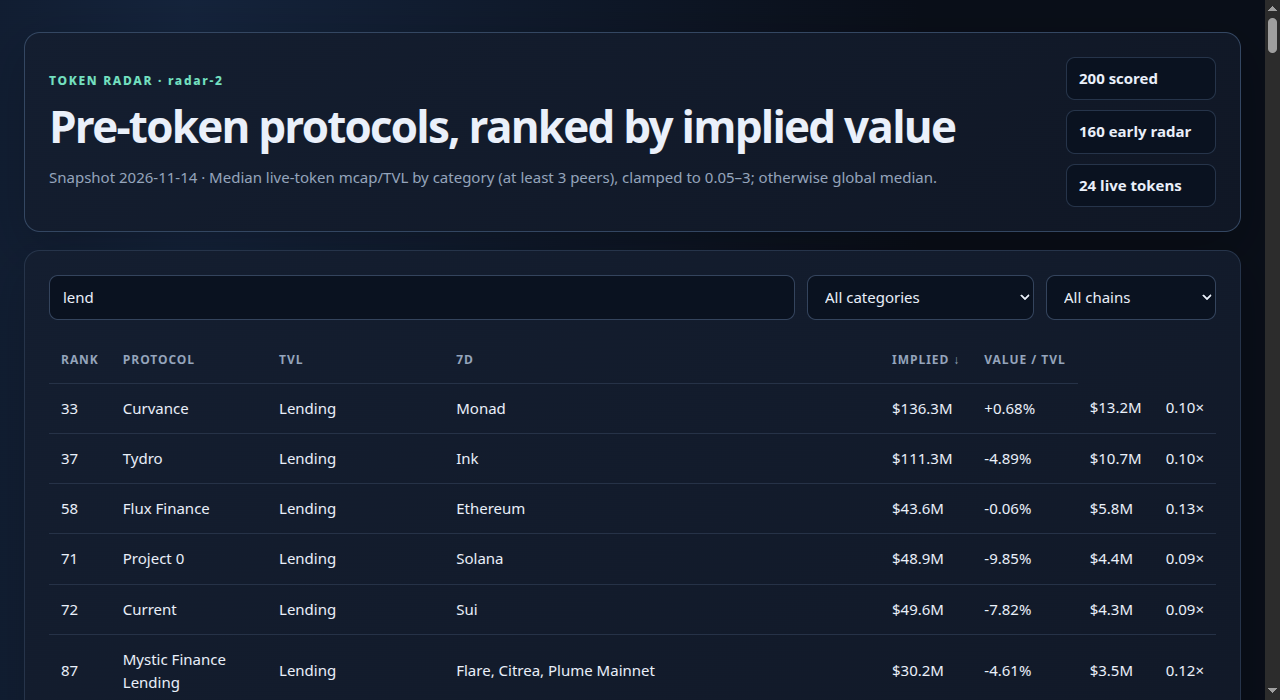 TOKEN RADAR · radar-2
Pre-token protocols, ranked by implied value
Snapshot 2026-11-14 · Median live-token mcap/TVL by category (at least 3 peers), clamped to 0.05–3; otherwise global median.
200 scored
160 early radar
24 live tokens
lend
All categories
All chains
RANK PROTOCOL TVL 7D IMPLIED ↓ VALUE / TVL
33 Curvance Lending Monad $136.3M +0.68% $13.2M 0.10×
37 Tydro Lending Ink $111.3M -4.89% $10.7M 0.10×
58 Flux Finance Lending Ethereum $43.6M -0.06% $5.8M 0.13×
71 Project 0 Lending Solana $48.9M -9.85% $4.4M 0.09×
72 Current Lending Sui $49.6M -7.82% $4.3M 0.09×
87 Mystic Finance Lending Lending Flare, Citrea, Plume Mainnet $30.2M -4.61% $3.5M 0.12×